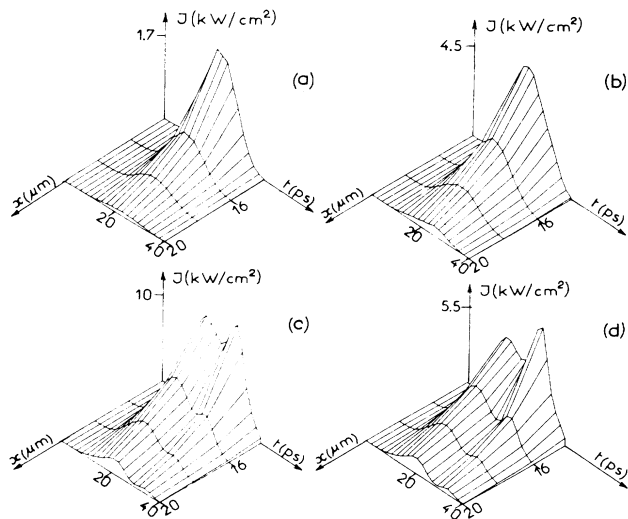 J(kW/cm²)
1.7
(a)
x(μm)
20
40
20
16
t(ps)
J(kW/cm²)
4.5
(b)
x(μm)
20
40
20
16
t(ps)
J(kW/cm²)
10
(c)
x(μm)
20
40
20
16
t(ps)
J(kW/cm²)
5.5
(d)
x(μm)
20
40
20
16
t(ps)